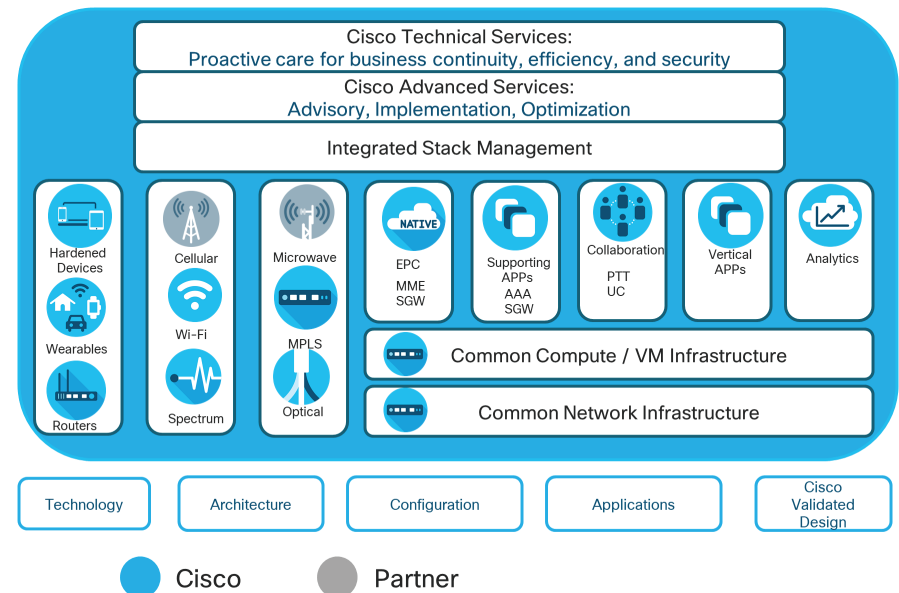 Cisco Technical Services:
Proactive care for business continuity, efficiency, and security
Cisco Advanced Services:
Advisory, Implementation, Optimization
Integrated Stack Management
Hardened
Devices
Wearables
Routers
Cellular
Wi-Fi
Spectrum
Microwave
MPLS
Optical
NATIVE
EPC
MME
SGW
Supporting
APPs
AAA
SGW
Collaboration
PTT
UC
Vertical
APPs
Analytics
Common Compute / VM Infrastructure
Common Network Infrastructure
Technology
Architecture
Configuration
Applications
Cisco
Validated
Design
Cisco
Partner